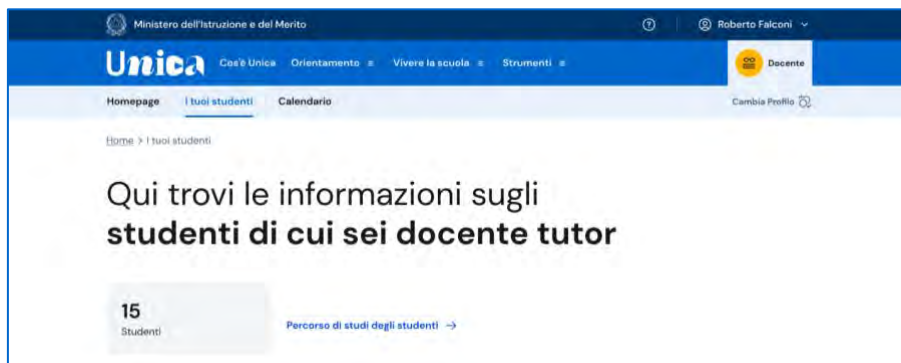 Ministero dell'Istruzione e del Merito
Roberto Falconi
Unica
Cos'è Unica Orientamento Vivere la scuola Strumenti
Docente
Homepage I tuoi studenti Calendario
Cambia Profilo
Home > I tuoi studenti
Qui trovi le informazioni sugli
studenti di cui sei docente tutor
15
Studenti
Percorso di studi degli studenti →